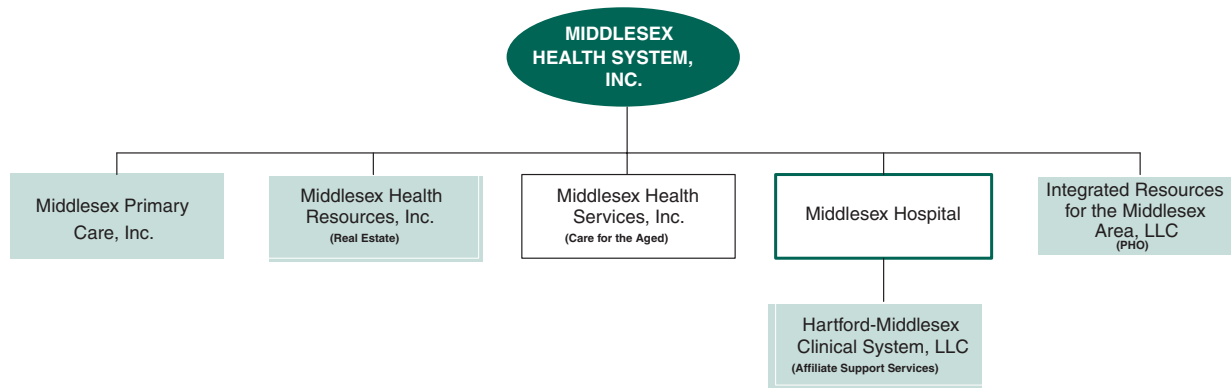 MIDDLESEX
HEALTH SYSTEM,
INC.
Middlesex Primary
Care, Inc.
Middlesex Health
Resources, Inc.
(Real Estate)
Middlesex Health
Services, Inc.
(Care for the Aged)
Middlesex Hospital
Integrated Resources
for the Middlesex
Area, LLC
(PHO)
Hartford-Middlesex
Clinical System, LLC
(Affiliate Support Services)